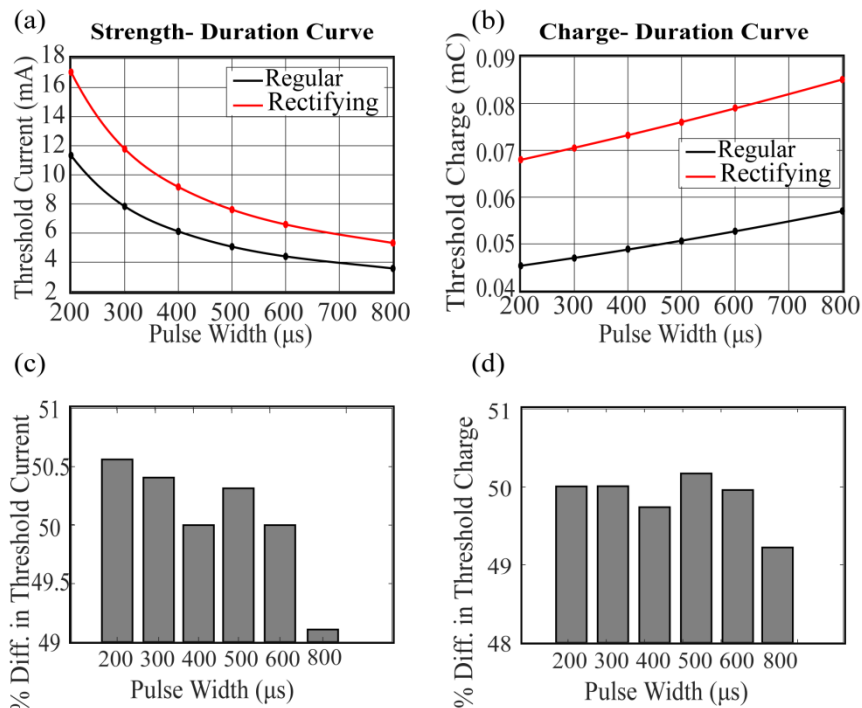 (a)
Strength- Duration Curve
Threshold Current (mA)
18
16
14
12
10
8
6
4
2
Regular
Rectifying
200 300 400 500 600 700 800
Pulse Width (μs)
(b)
Charge- Duration Curve
Threshold Charge (mC)
0.09
0.08
0.07
0.06
0.05
0.04
Regular
Rectifying
200 300 400 500 600 700 800
Pulse Width (μs)
(c)
% Diff. in Threshold Current
51
50.5
50
49.5
49
200 300 400 500 600 800
Pulse Width (μs)
(d)
% Diff. in Threshold Charge
51
50
49
48
200 300 400 500 600 800
Pulse Width (μs)